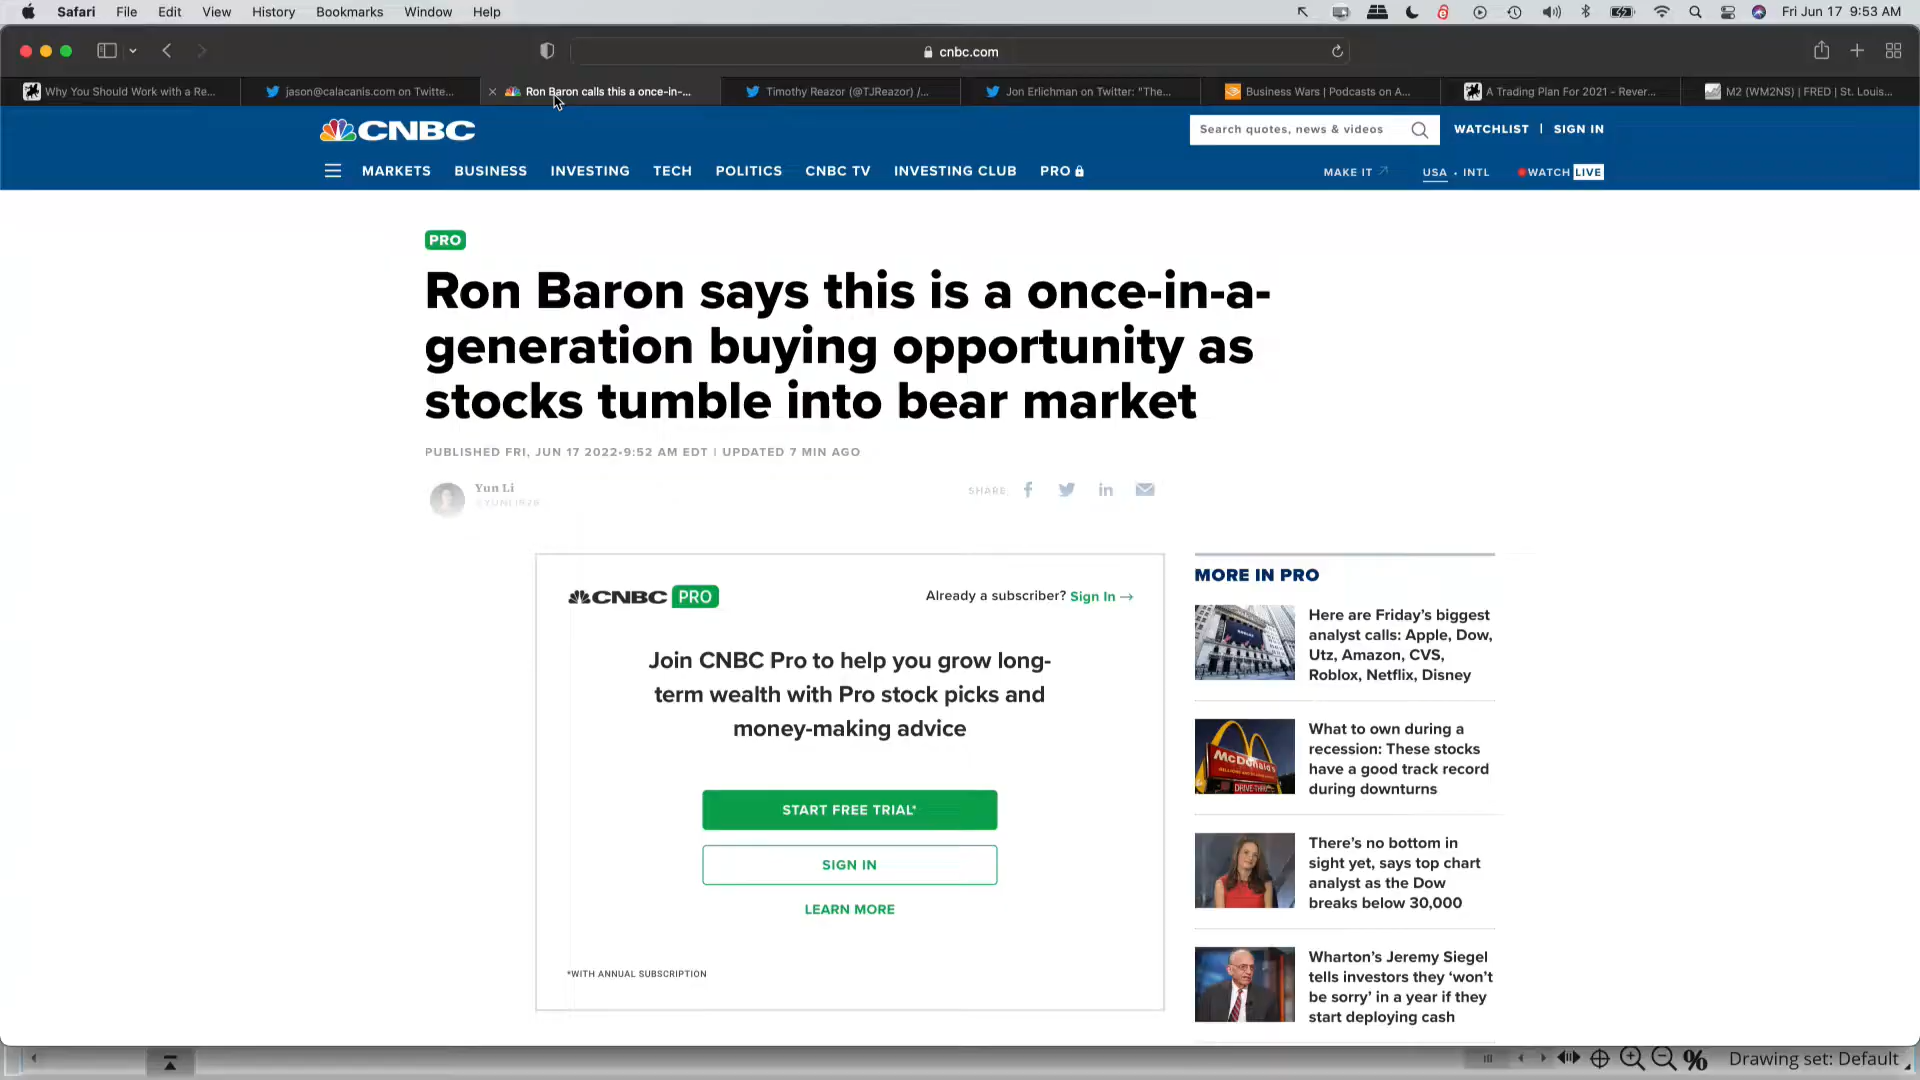 Safari File Edit View History Bookmarks Window Help Fri Jun 17 9:53 AM
cnbc.com
Why You Should Work with a Re...
jason@calacanis.com on Twitte...
Ron Baron calls this a once-in-...
Timothy Reazor (@TJReazor) /...
Jon Erlichman on Twitter: "The...
Business Wars | Podcasts on A...
A Trading Plan For 2021 - Rever...
M2 (WM2NS) | FRED | St. Louis...
CNBC
Search quotes, news & videos
WATCHLIST | SIGN IN
MARKETS BUSINESS INVESTING TECH POLITICS CNBC TV INVESTING CLUB PRO
MAKE IT USA • INTL WATCH LIVE
PRO
Ron Baron says this is a once-in-a-
generation buying opportunity as
stocks tumble into bear market
PUBLISHED FRI, JUN 17 2022•9:52 AM EDT | UPDATED 7 MIN AGO
Yun Li
@YUNLI626
SHARE
CNBC PRO
Already a subscriber? Sign In →
Join CNBC Pro to help you grow long-
term wealth with Pro stock picks and
money-making advice
START FREE TRIAL*
SIGN IN
LEARN MORE
*WITH ANNUAL SUBSCRIPTION
MORE IN PRO
Here are Friday's biggest
analyst calls: Apple, Dow,
Utz, Amazon, CVS,
Roblox, Netflix, Disney
McDonald's
DRIVE-THRU
What to own during a
recession: These stocks
have a good track record
during downturns
There's no bottom in
sight yet, says top chart
analyst as the Dow
breaks below 30,000
Wharton's Jeremy Siegel
tells investors they 'won't
be sorry' in a year if they
start deploying cash
Drawing set: Default